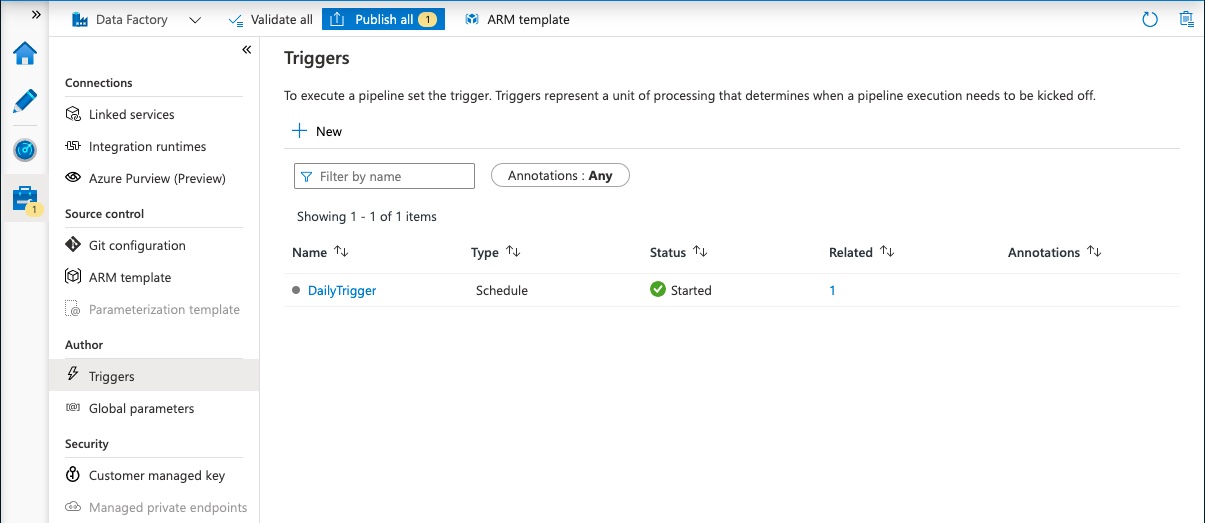 » Data Factory Validate all Publish all 1 ARM template
«
Connections
Linked services
Integration runtimes
Azure Purview (Preview)
1
Source control
Git configuration
ARM template
Parameterization template
Author
Triggers
Global parameters
Security
Customer managed key
Managed private endpoints
Triggers
To execute a pipeline set the trigger. Triggers represent a unit of processing that determines when a pipeline execution needs to be kicked off.
New
Filter by name Annotations : Any
Showing 1 - 1 of 1 items
Name Type Status Related Annotations
DailyTrigger Schedule Started 1